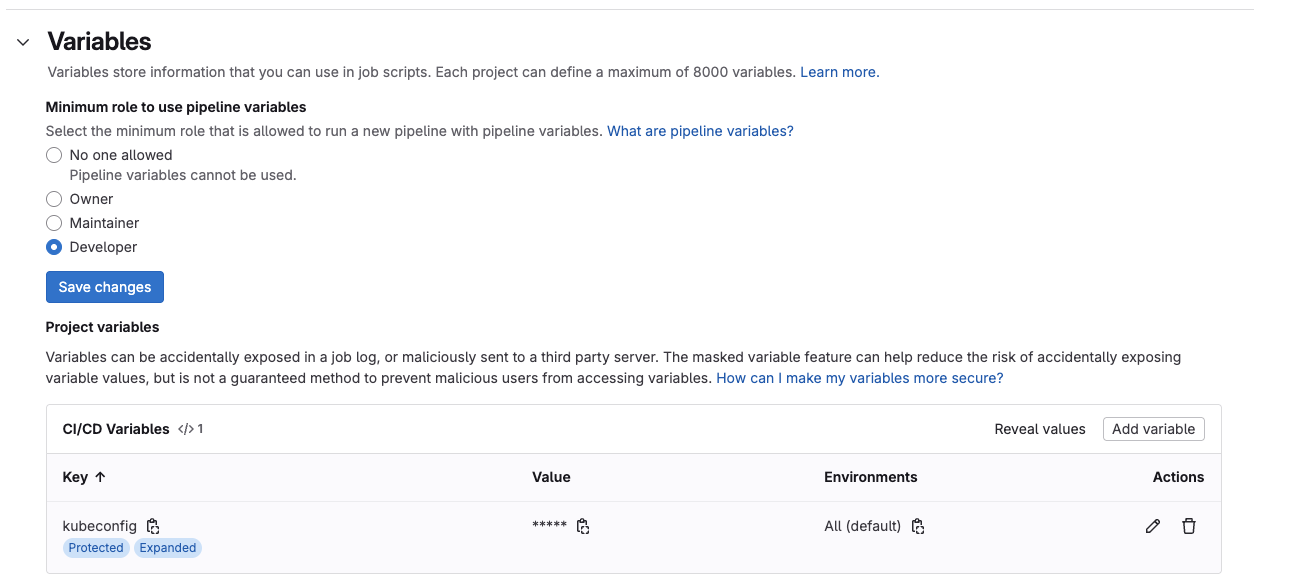 Variables
Variables store information that you can use in job scripts. Each project can define a maximum of 8000 variables. Learn more.
Minimum role to use pipeline variables
Select the minimum role that is allowed to run a new pipeline with pipeline variables. What are pipeline variables?
No one allowed
Pipeline variables cannot be used.
Owner
Maintainer
Developer
Save changes
Project variables
Variables can be accidentally exposed in a job log, or maliciously sent to a third party server. The masked variable feature can help reduce the risk of accidentally exposing
variable values, but is not a guaranteed method to prevent malicious users from accessing variables. How can I make my variables more secure?
CI/CD Variables </> 1 Reveal values Add variable
Key ↑ Value Environments Actions
kubeconfig ***** All (default)
Protected Expanded